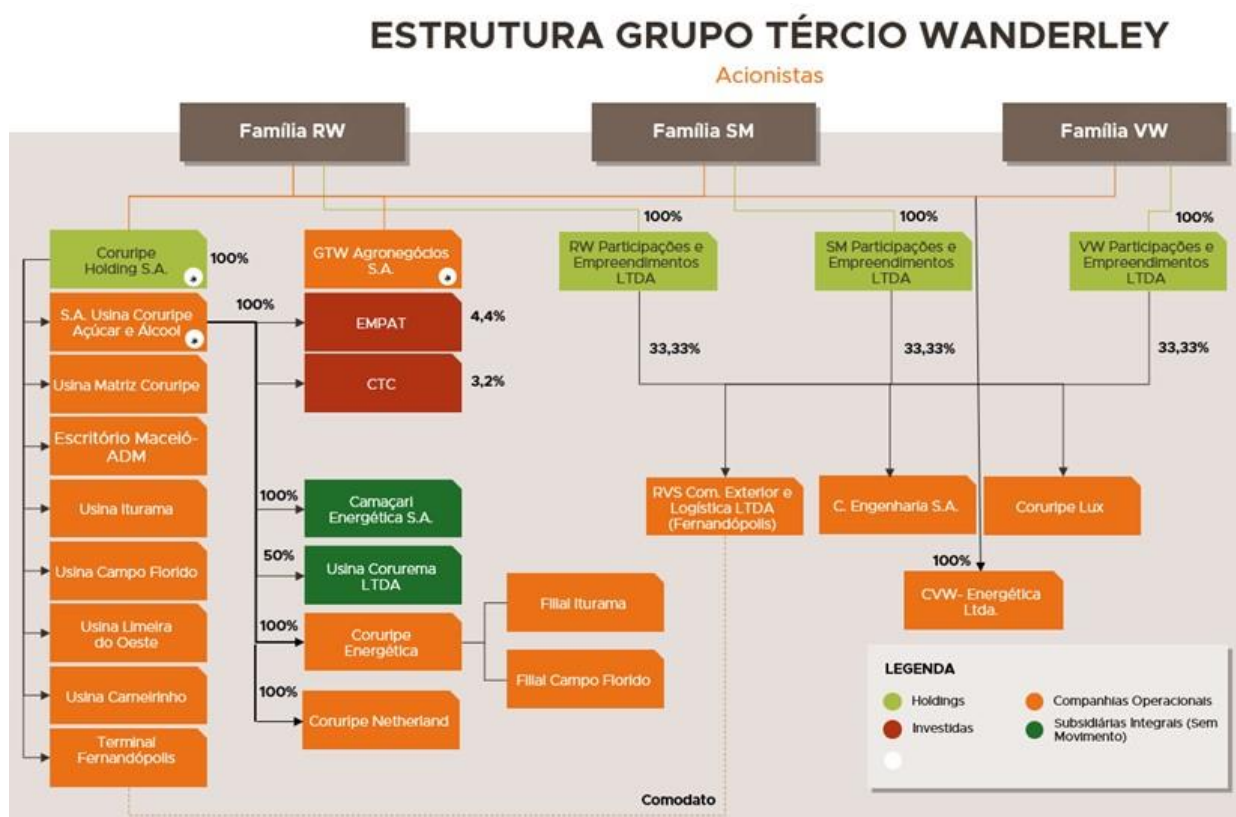 ESTRUTURA GRUPO TÉRCIO WANDERLEY
Acionistas
Família RW
Família SM
Família VW
100%
100%
100%
Coruripe
Holding S.A.
100%
GTW Agronegócios
S.A.
RW Participações e
Empreendimentos
LTDA
SM Participações e
Empreendimentos
LTDA
VW Participações e
Empreendimentos
LTDA
S.A. Usina Coruripe
Açúcar e Álcool
100%
EMPAT
4,4%
33,33%
33,33%
33,33%
Usina Matriz Coruripe
CTC
3,2%
Escritório Maceió-
ADM
Usina Iturama
100%
Camaçari
Energética S.A.
RVS Com. Exterior e
Logística LTDA
(Fernandópolis)
C. Engenharia S.A.
Coruripe Lux
Usina Campo Florido
50%
Usina Corurema
LTDA
100%
CVW- Energética
Ltda.
Filial Iturama
Usina Limeira
do Oeste
100%
Coruripe
Energética
Filial Campo Florido
Usina Carneirinho
100%
Coruripe Netherland
Terminal
Fernandópolis
Comodato
LEGENDA
Holdings
Companhias Operacionais
Investidas
Subsidiárias Integrais (Sem
Movimento)